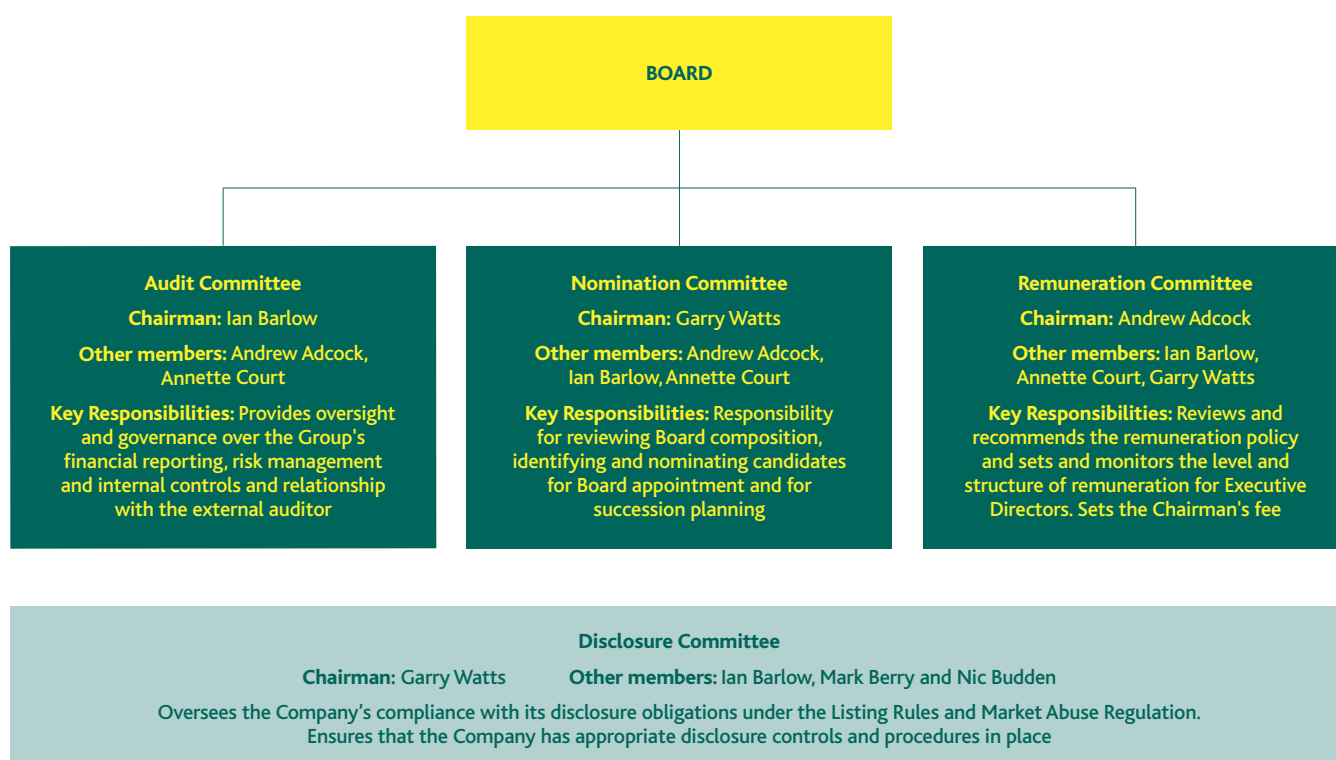 BOARD
Audit Committee
Chairman: Ian Barlow
Other members: Andrew Adcock,
Annette Court
Key Responsibilities: Provides oversight
and governance over the Group's
financial reporting, risk management
and internal controls and relationship
with the external auditor
Nomination Committee
Chairman: Garry Watts
Other members: Andrew Adcock,
Ian Barlow, Annette Court
Key Responsibilities: Responsibility
for reviewing Board composition,
identifying and nominating candidates
for Board appointment and for
succession planning
Remuneration Committee
Chairman: Andrew Adcock
Other members: Ian Barlow,
Annette Court, Garry Watts
Key Responsibilities: Reviews and
recommends the remuneration policy
and sets and monitors the level and
structure of remuneration for Executive
Directors. Sets the Chairman's fee
Disclosure Committee
Chairman: Garry Watts Other members: Ian Barlow, Mark Berry and Nic Budden
Oversees the Company's compliance with its disclosure obligations under the Listing Rules and Market Abuse Regulation.
Ensures that the Company has appropriate disclosure controls and procedures in place